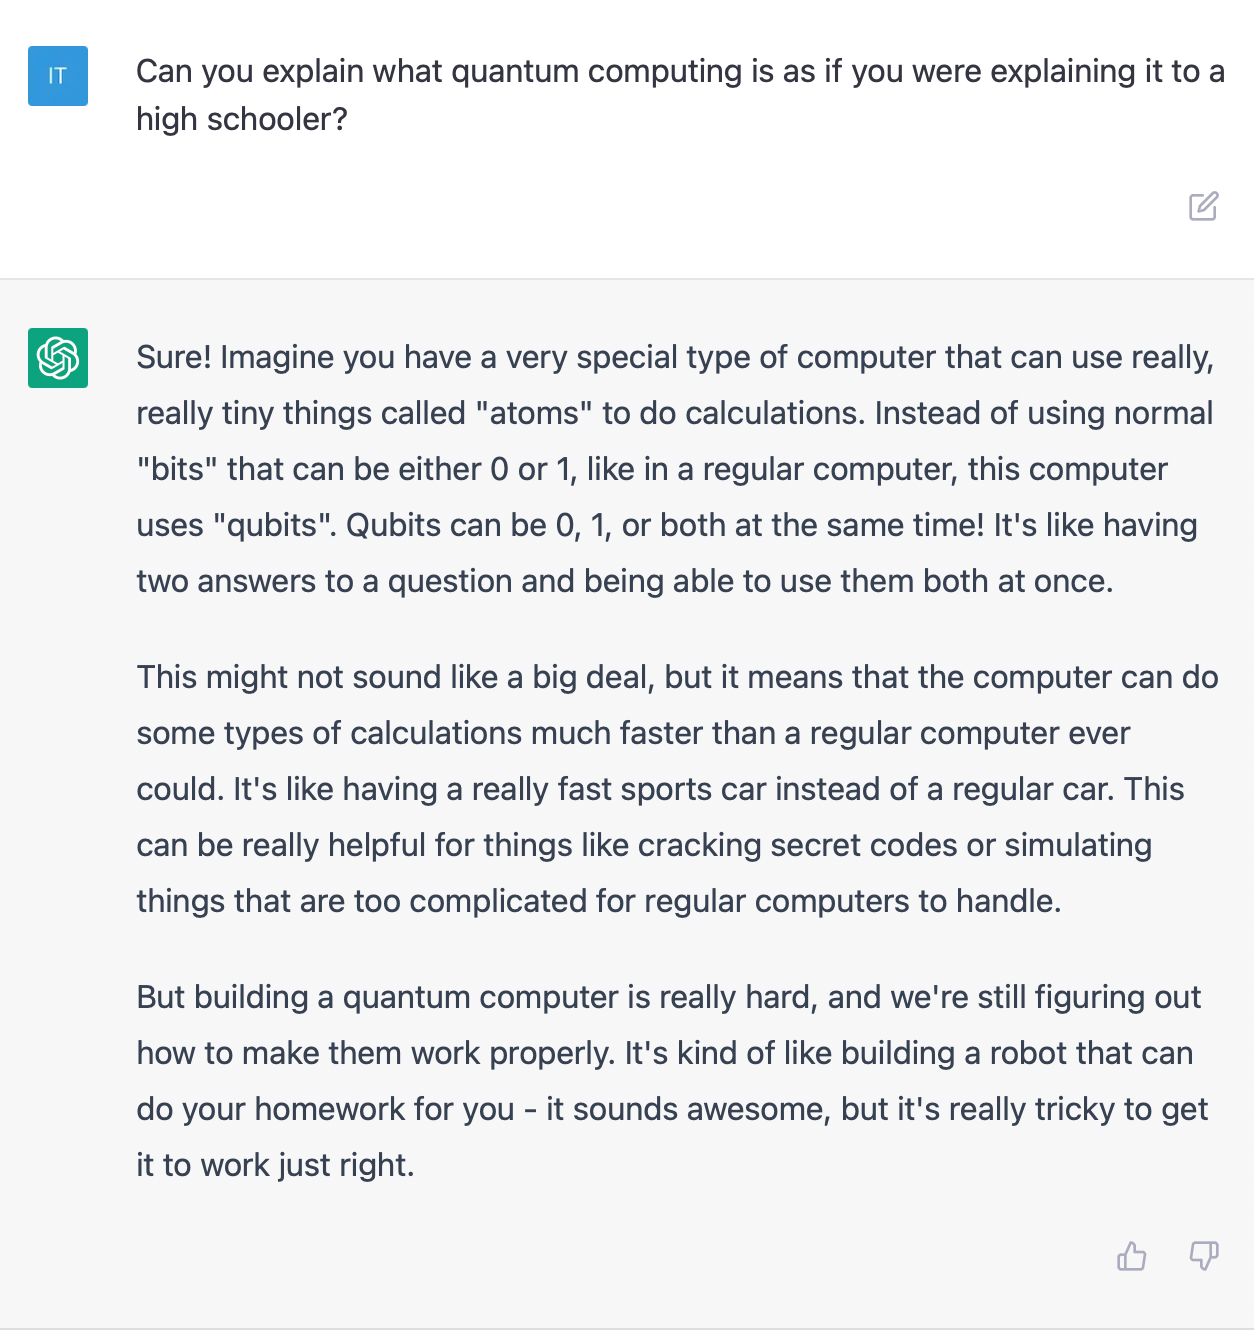 IT
Can you explain what quantum computing is as if you were explaining it to a
high schooler?
Sure! Imagine you have a very special type of computer that can use really,
really tiny things called "atoms" to do calculations. Instead of using normal
"bits" that can be either 0 or 1, like in a regular computer, this computer
uses "qubits". Qubits can be 0, 1, or both at the same time! It's like having
two answers to a question and being able to use them both at once.
This might not sound like a big deal, but it means that the computer can do
some types of calculations much faster than a regular computer ever
could. It's like having a really fast sports car instead of a regular car. This
can be really helpful for things like cracking secret codes or simulating
things that are too complicated for regular computers to handle.
But building a quantum computer is really hard, and we're still figuring out
how to make them work properly. It's kind of like building a robot that can
do your homework for you - it sounds awesome, but it's really tricky to get
it to work just right.